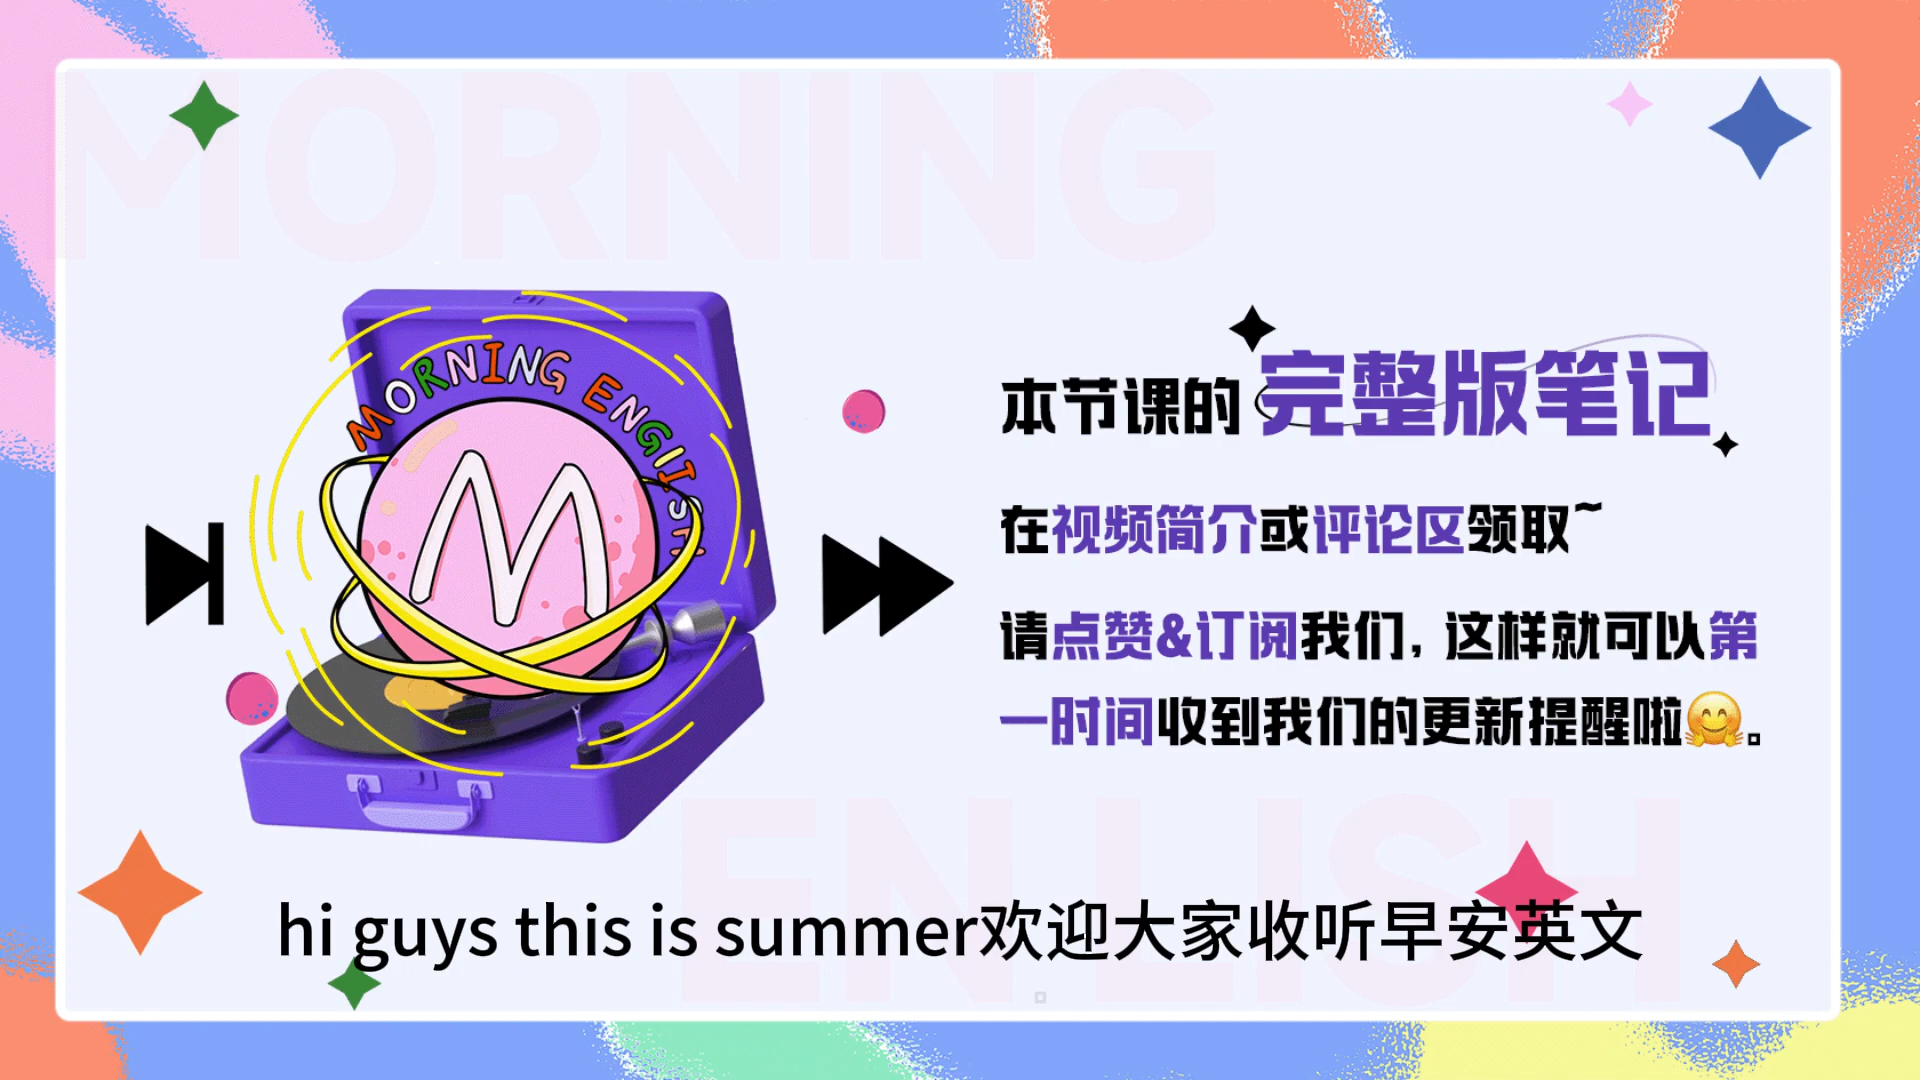 MORNING
MORNING ENGLISH
M
本节课的完整版笔记
在视频简介或评论区领取~
请点赞&订阅我们，这样就可以第
一时间收到我们的更新提醒啦🤗。
EN LISH
hi guys this is summer欢迎大家收听早安英文